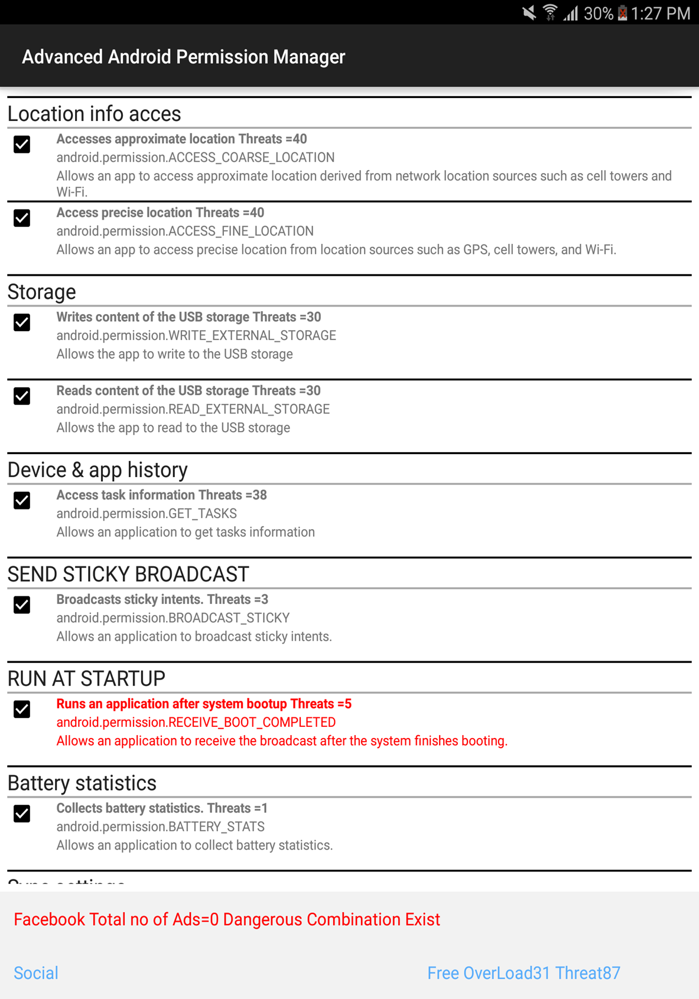 30% 1:27 PM
Advanced Android Permission Manager
Location info acces
Accesses approximate location Threats =40
android.permission.ACCESS_COARSE_LOCATION
Allows an app to access approximate location derived from network location sources such as cell towers and
Wi-Fi.
Access precise location Threats =40
android.permission.ACCESS_FINE_LOCATION
Allows an app to access precise location from location sources such as GPS, cell towers, and Wi-Fi.
Storage
Writes content of the USB storage Threats =30
android.permission.WRITE_EXTERNAL_STORAGE
Allows the app to write to the USB storage
Reads content of the USB storage Threats =30
android.permission.READ_EXTERNAL_STORAGE
Allows the app to read to the USB storage
Device & app history
Access task information Threats =38
android.permission.GET_TASKS
Allows an application to get tasks information
SEND STICKY BROADCAST
Broadcasts sticky intents. Threats =3
android.permission.BROADCAST_STICKY
Allows an application to broadcast sticky intents.
RUN AT STARTUP
Runs an application after system bootup Threats =5
android.permission.RECEIVE_BOOT_COMPLETED
Allows an application to receive the broadcast after the system finishes booting.
Battery statistics
Collects battery statistics. Threats =1
android.permission.BATTERY_STATS
Allows an application to collect battery statistics.
Sync settings
Facebook Total no of Ads=0 Dangerous Combination Exist
Social
Free OverLoad31 Threat87